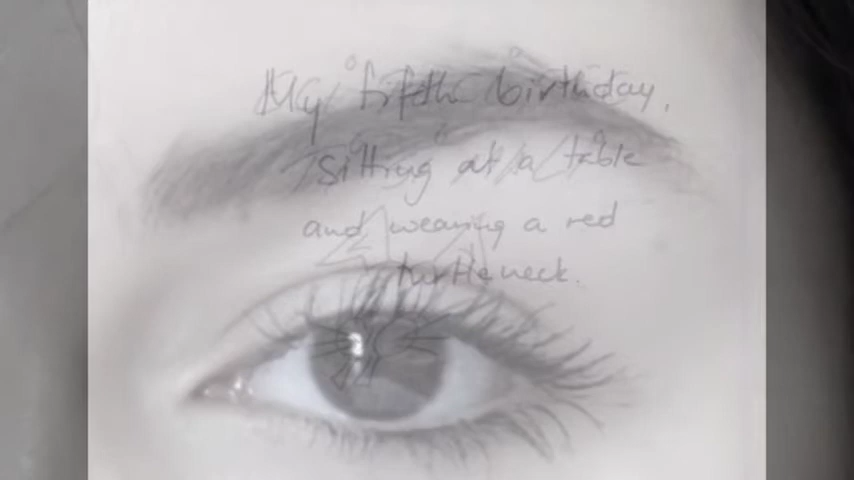 My fifth birthday,
sitting at a table
and wearing a red
turtleneck.